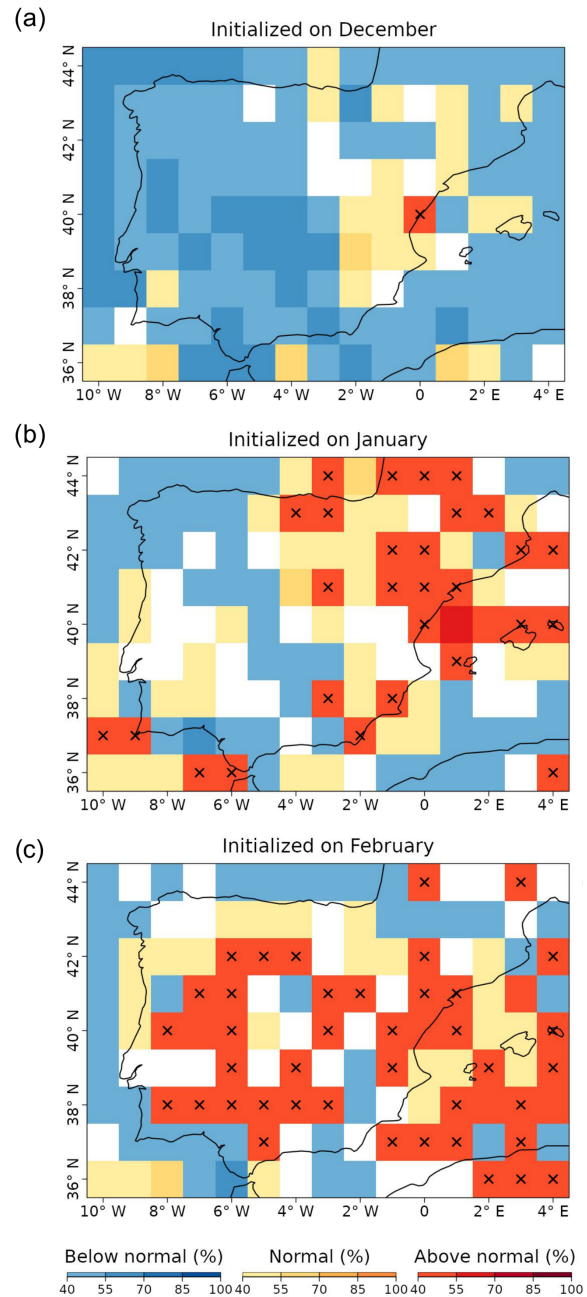 (a)
Initialized on December
44° N
42° N
40° N
38° N
36° N
10° W 8° W 6° W 4° W 2° W 0 2° E 4° E
(b)
Initialized on January
44° N
42° N
40° N
38° N
36° N
10° W 8° W 6° W 4° W 2° W 0 2° E 4° E
(c)
Initialized on February
44° N
42° N
40° N
38° N
36° N
10° W 8° W 6° W 4° W 2° W 0 2° E 4° E
Below normal (%) Normal (%) Above normal (%)
40 55 70 85 100 40 55 70 85 100 40 55 70 85 100